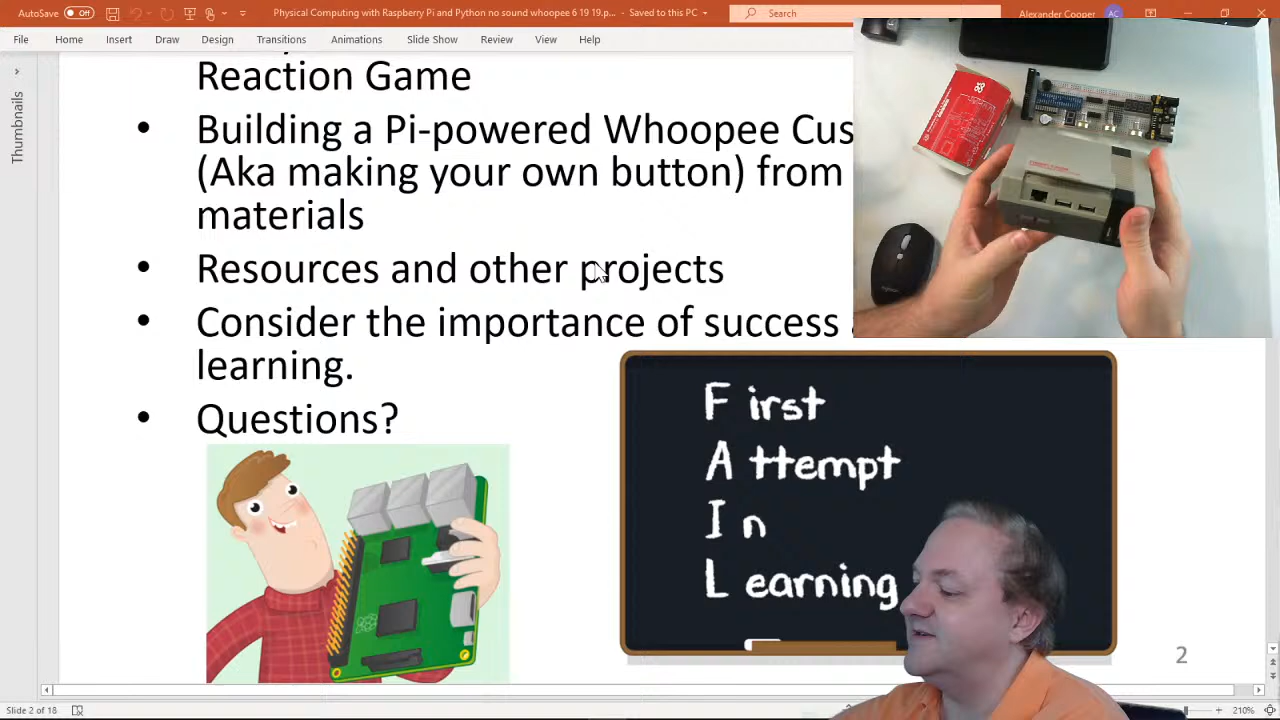 AutoSave Off
Physical Computing with Raspberry Pi and Python no sound whoopee 6 19 19.p... - Saved to this PC
Search
Alexander Cooper AC
File Home Insert Design Transitions Animations Slide Show Review View Help
Thumbnails
Reaction Game
• Building a Pi-powered Whoopee Cus
(Aka making your own button) from
materials
• Resources and other projects
• Consider the importance of success
learning.
• Questions?
F irst
A ttempt
I n
L earning
2
Slide 2 of 18
210%